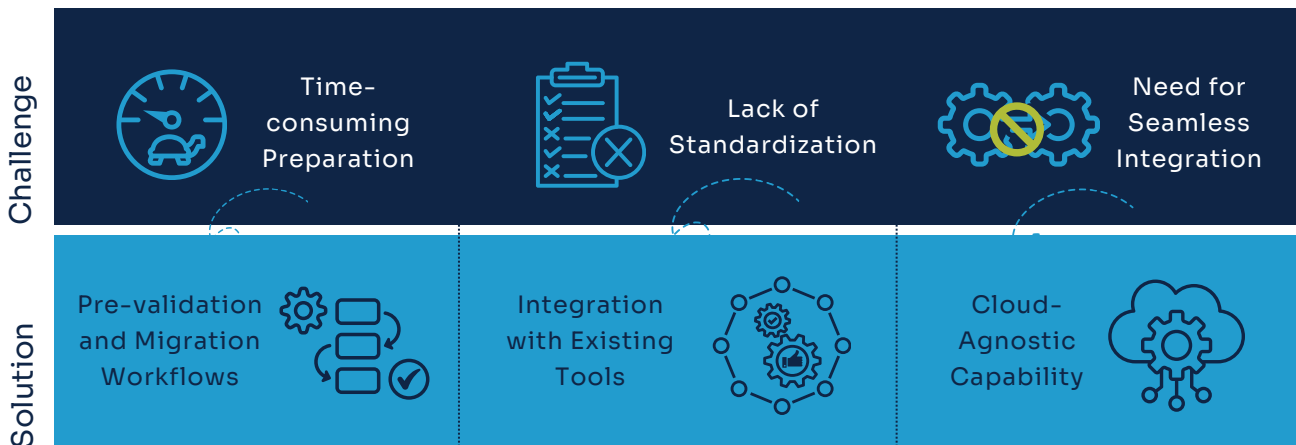 Challenge
Time-
consuming
Preparation
Lack of
Standardization
Need for
Seamless
Integration
Solution
Pre-validation
and Migration
Workflows
Integration
with Existing
Tools
Cloud-
Agnostic
Capability